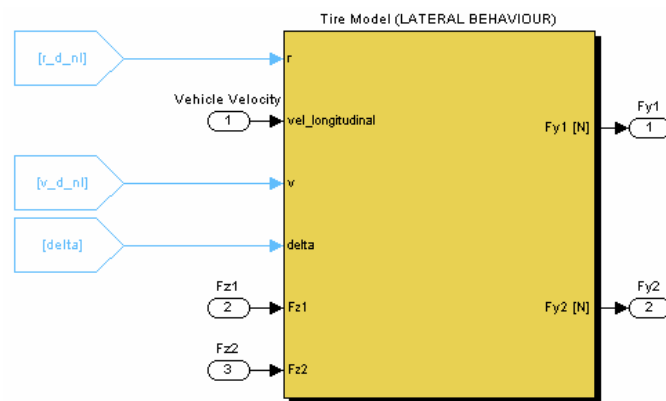 Tire Model (LATERAL BEHAVIOUR)
[r_d_nl]
r
Vehicle Velocity
1
vel_longitudinal
Fy1 [N]
Fy1
1
[v_d_nl]
v
[delta]
delta
Fz1
2
Fz1
Fy2 [N]
Fy2
2
Fz2
3
Fz2